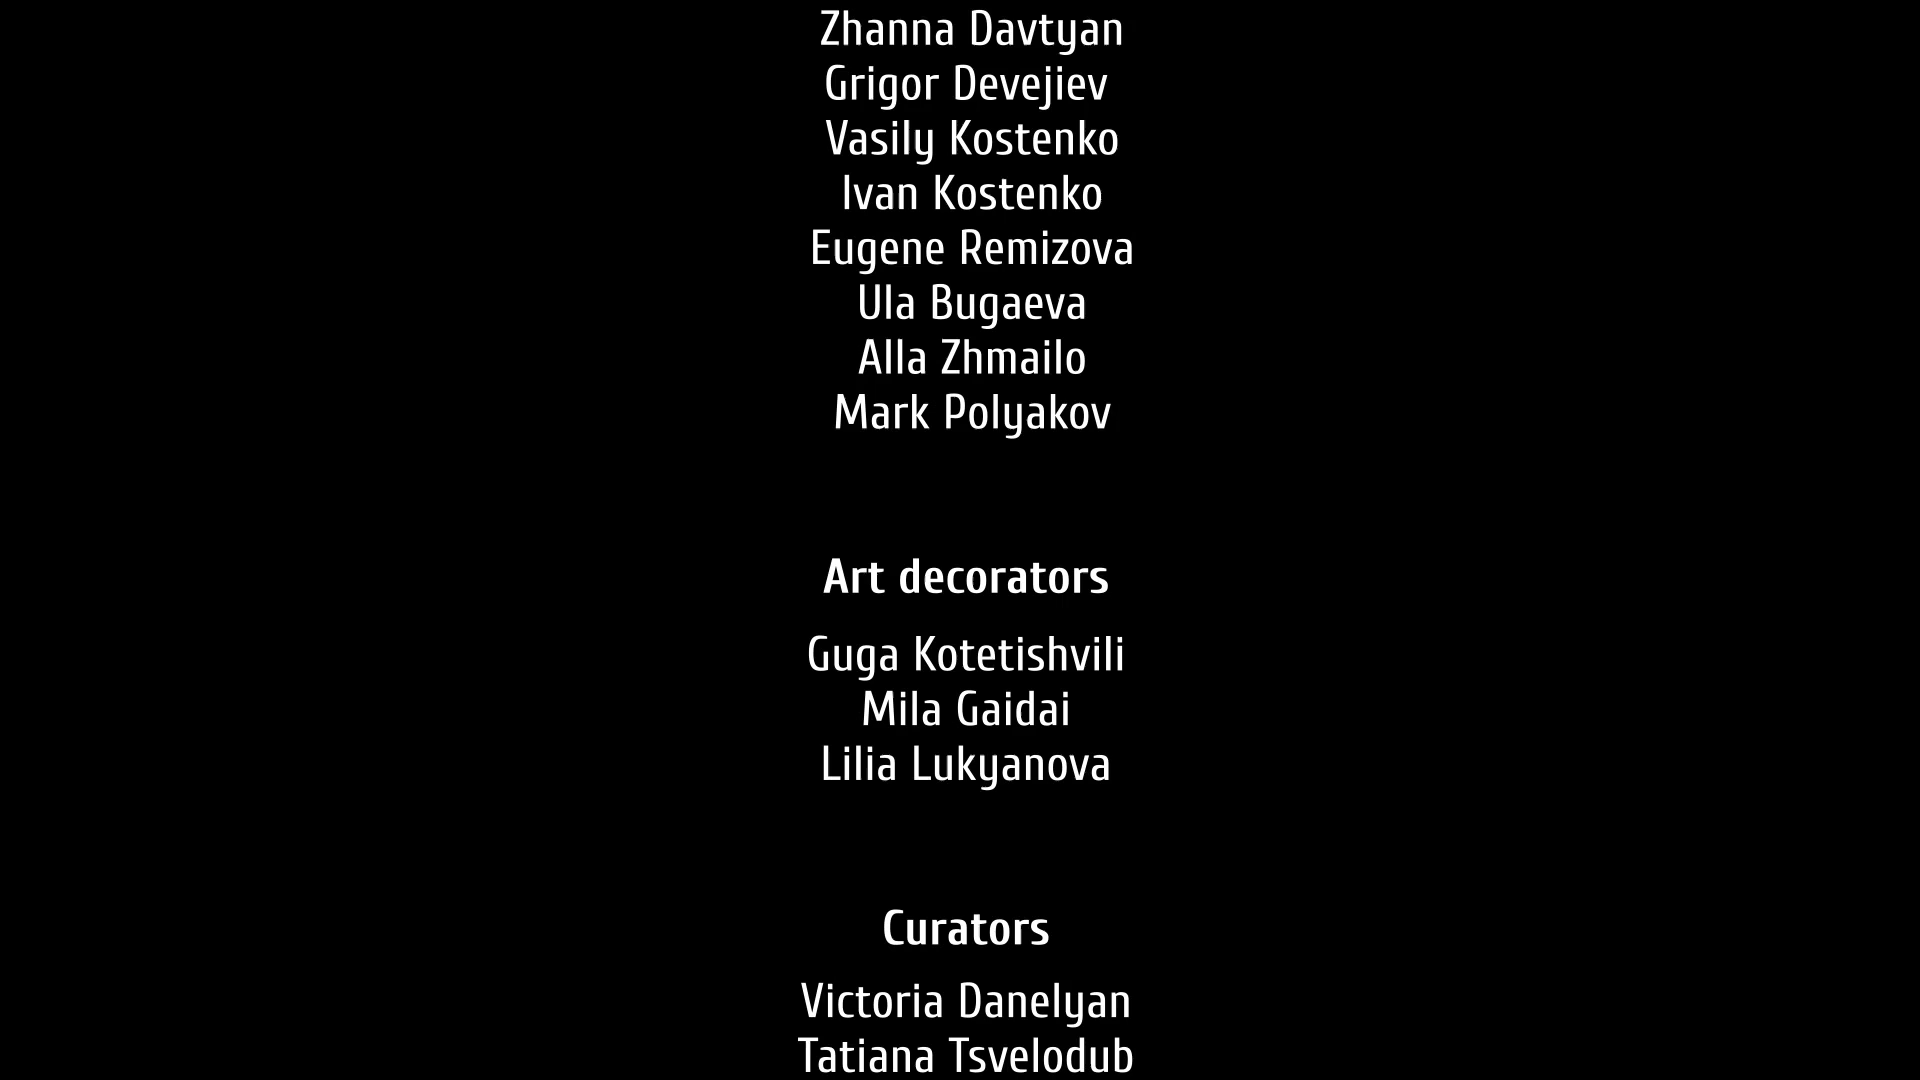 Zhanna Davtyan
Grigor Devejiev
Vasily Kostenko
Ivan Kostenko
Eugene Remizova
Ula Bugaeva
Alla Zhmailo
Mark Polyakov
Art decorators
Guga Kotetishvili
Mila Gaidai
Lilia Lukyanova
Curators
Victoria Danelyan
Tatiana Tsvelodub